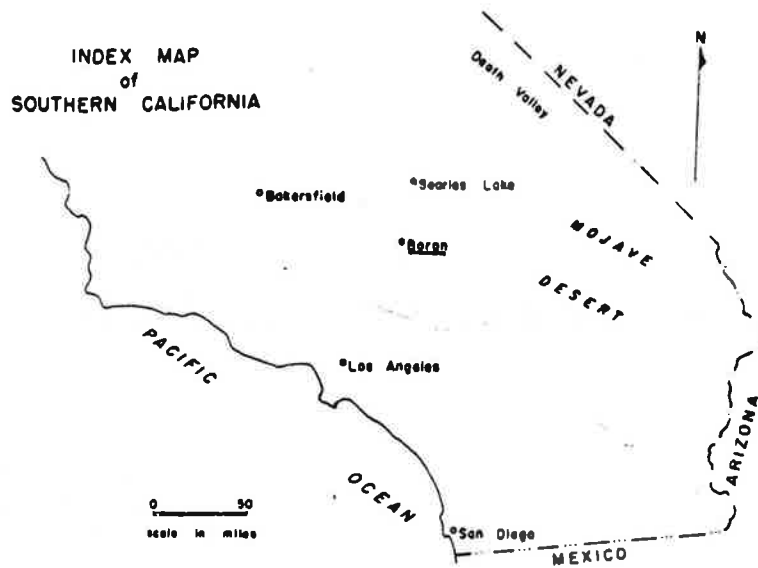 INDEX MAP
of
SOUTHERN CALIFORNIA
N
NEVADA
Death Valley
Searles Lake
Bakersfield
Boron
MOJAVE
DESERT
PACIFIC
Los Angeles
ARIZONA
OCEAN
0 50
scale in miles
San Diego
MEXICO